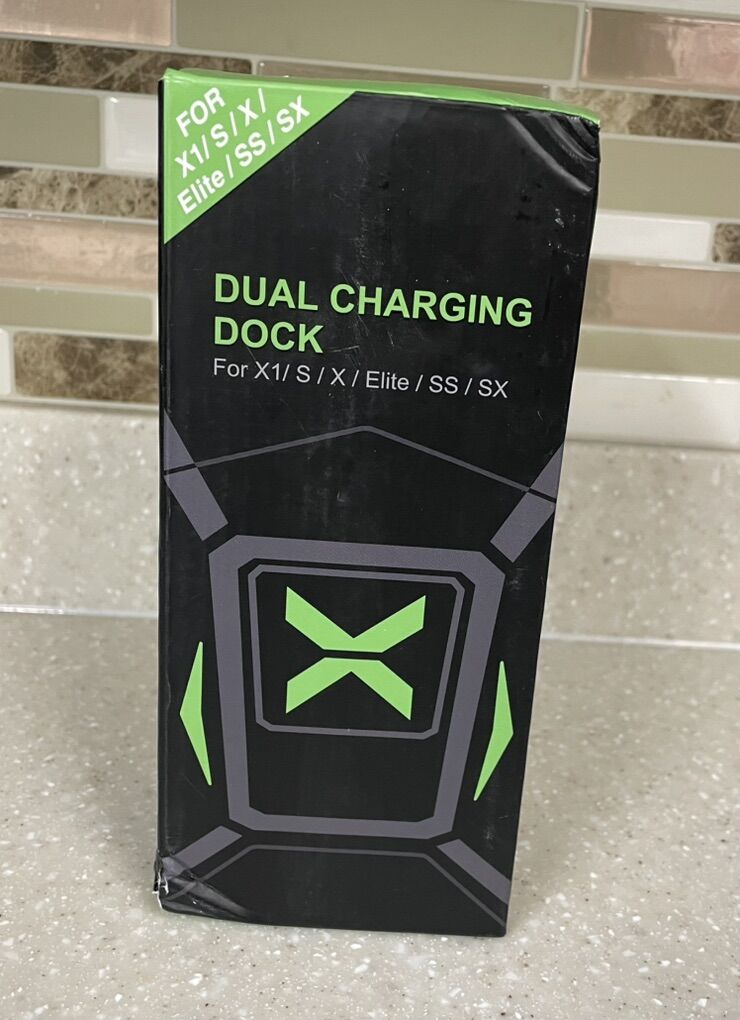 FOR
X1/ S / X /
Elite / SS / SX
DUAL CHARGING
DOCK
For X1/ S / X / Elite / SS / SX